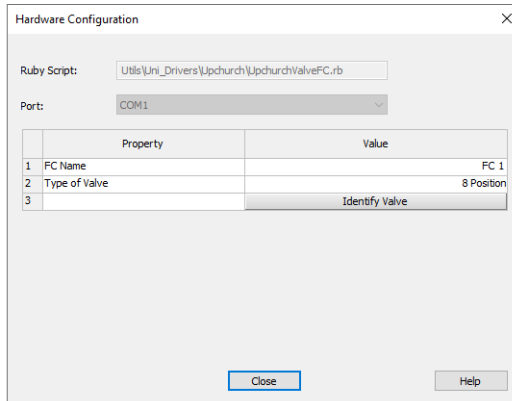 Hardware Configuration
Ruby Script: Utils\Uni_Drivers\Upchurch\UpchurchValveFC.rb
Port: COM1
Property Value
1 FC Name FC 1
2 Type of Valve 8 Position
3 Identify Valve
Close Help